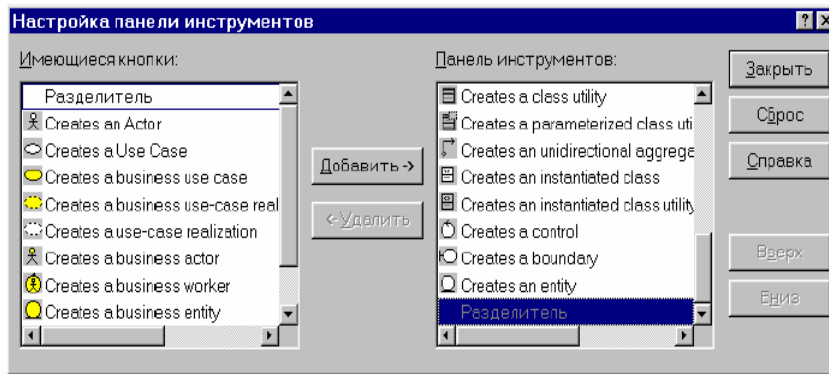 Настройка панели инструментов
Имеющиеся кнопки:
Разделитель
Creates an Actor
Creates a Use Case
Creates a business use case
Creates a business use-case real
Creates a use-case realization
Creates a business actor
Creates a business worker
Creates a business entity
Добавить ->
<- Удалить
Панель инструментов:
Creates a class utility
Creates a parameterized class uti
Creates an unidirectional aggrega
Creates an instantiated class
Creates an instantiated class utility
Creates a control
Creates a boundary
Creates an entity
Разделитель
Закрыть
Сброс
Справка
Вверх
Вниз